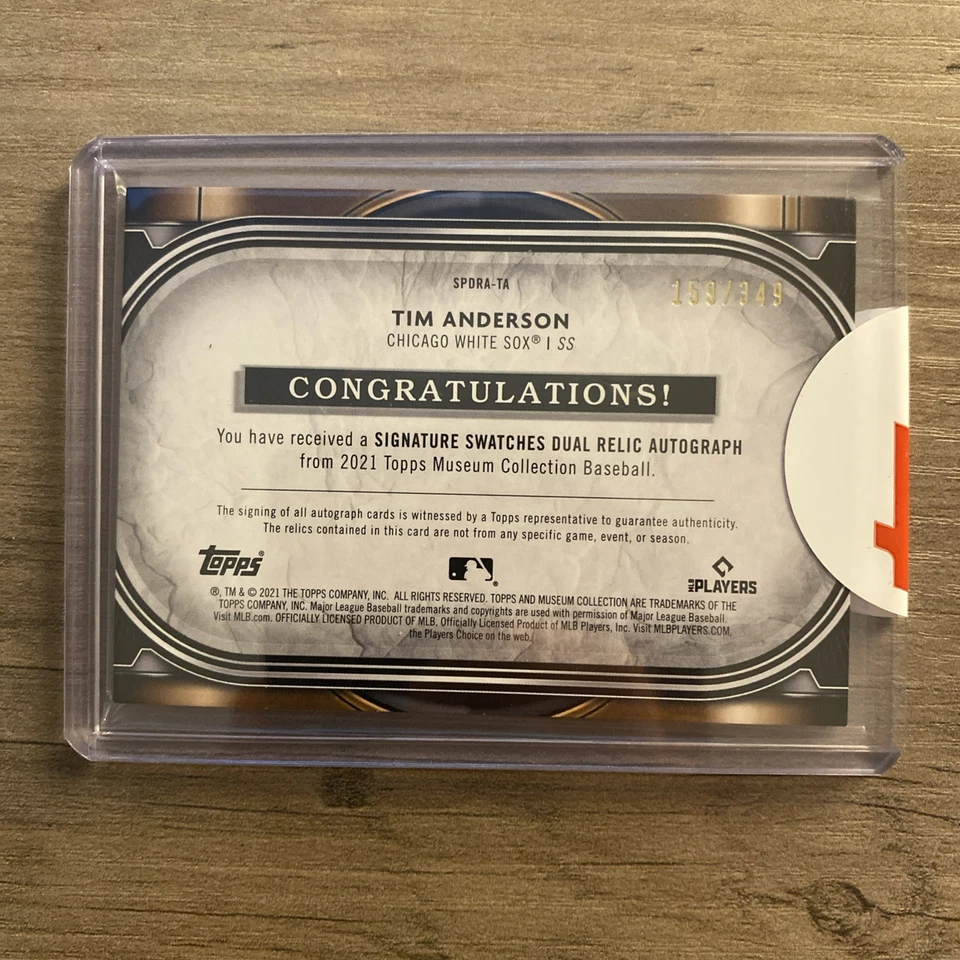 SPDRA-TA
159/349
TIM ANDERSON
CHICAGO WHITE SOX® | SS
CONGRATULATIONS!
You have received a SIGNATURE SWATCHES DUAL RELIC AUTOGRAPH
from 2021 Topps Museum Collection Baseball.
The signing of all autograph cards is witnessed by a Topps representative to guarantee authenticity.
The relics contained in this card are not from any specific game, event, or season.
topps®
®
MLB PLAYERS
®, TM & © 2021 THE TOPPS COMPANY, INC. ALL RIGHTS RESERVED. TOPPS AND MUSEUM COLLECTION ARE TRADEMARKS OF THE
TOPPS COMPANY, INC. Major League Baseball trademarks and copyrights are used with permission of Major League Baseball.
Visit MLB.com. OFFICIALLY LICENSED PRODUCT OF MLB. Officially Licensed Product of MLB Players, Inc. Visit MLBPLAYERS.COM,
the Players Choice on the web.